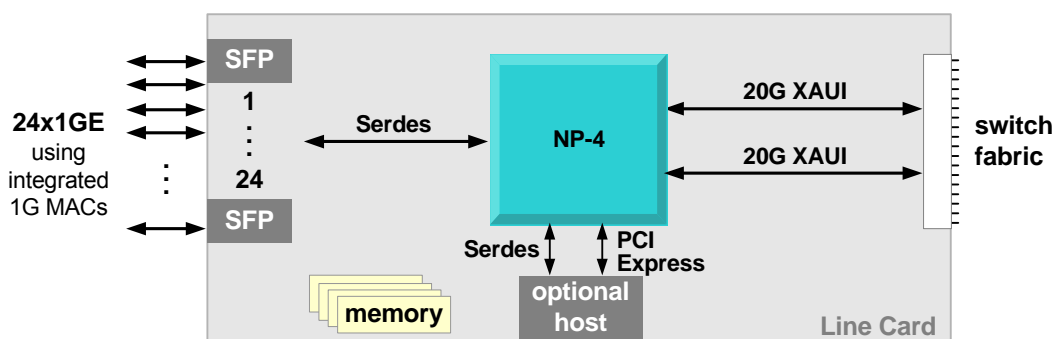 24x1GE
using
integrated
1G MACs
SFP
1
24
SFP
Serdes
NP-4
20G XAUI
20G XAUI
switch
fabric
Serdes
PCI
Express
optional
host
memory
Line Card